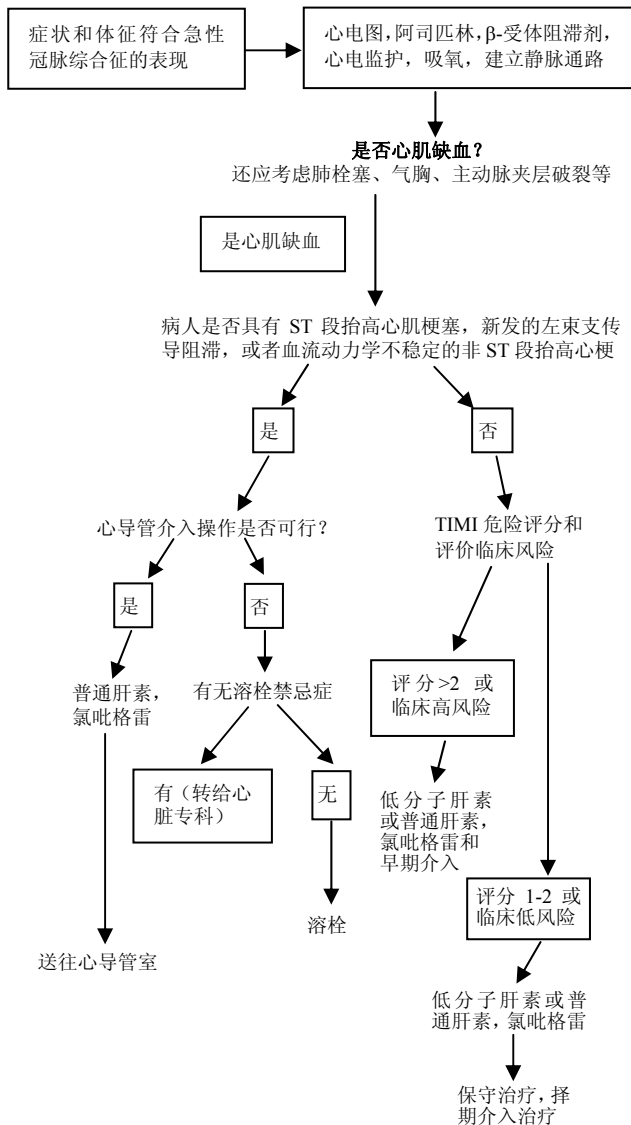 症状和体征符合急性
冠脉综合征的表现
心电图，阿司匹林，β-受体阻滞剂，
心电监护，吸氧，建立静脉通路
是否心肌缺血？
还应考虑肺栓塞、气胸、主动脉夹层破裂等
是心肌缺血
病人是否具有 ST 段抬高心肌梗塞，新发的左束支传
导阻滞，或者血流动力学不稳定的非ST段抬高心梗
是
否
心导管介入操作是否可行？
TIMI 危险评分和
评价临床风险
是
否
普通肝素，
氯吡格雷
有无溶栓禁忌症
评分>2 或
临床高风险
有（转给心
脏专科）
无
低分子肝素
或普通肝素，
氯吡格雷和
早期介入
溶栓
评分 1-2 或
临床低风险
送往心导管室
低分子肝素或普
通肝素，氯吡格雷
保守治疗，择
期介入治疗